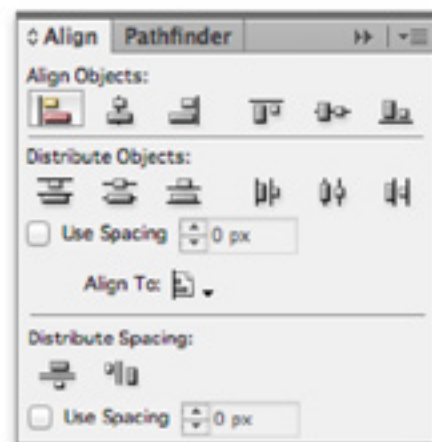 Align Pathfinder
Align Objects:
Distribute Objects:
Use Spacing 0 px
Align To:
Distribute Spacing:
Use Spacing 0 px